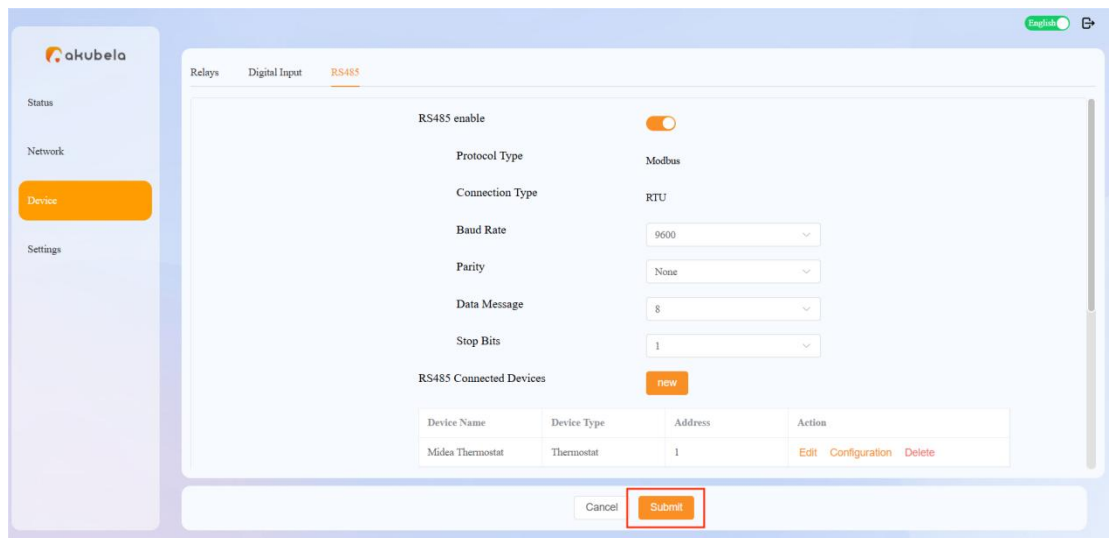 English
akubela
Relays Digital Input RS485
Status
Network
Device
Settings
RS485 enable
Protocol Type Modbus
Connection Type RTU
Baud Rate 9600
Parity None
Data Message 8
Stop Bits 1
RS485 Connected Devices new
Device Name Device Type Address Action
Midea Thermostat Thermostat 1 Edit Configuration Delete
Cancel Submit